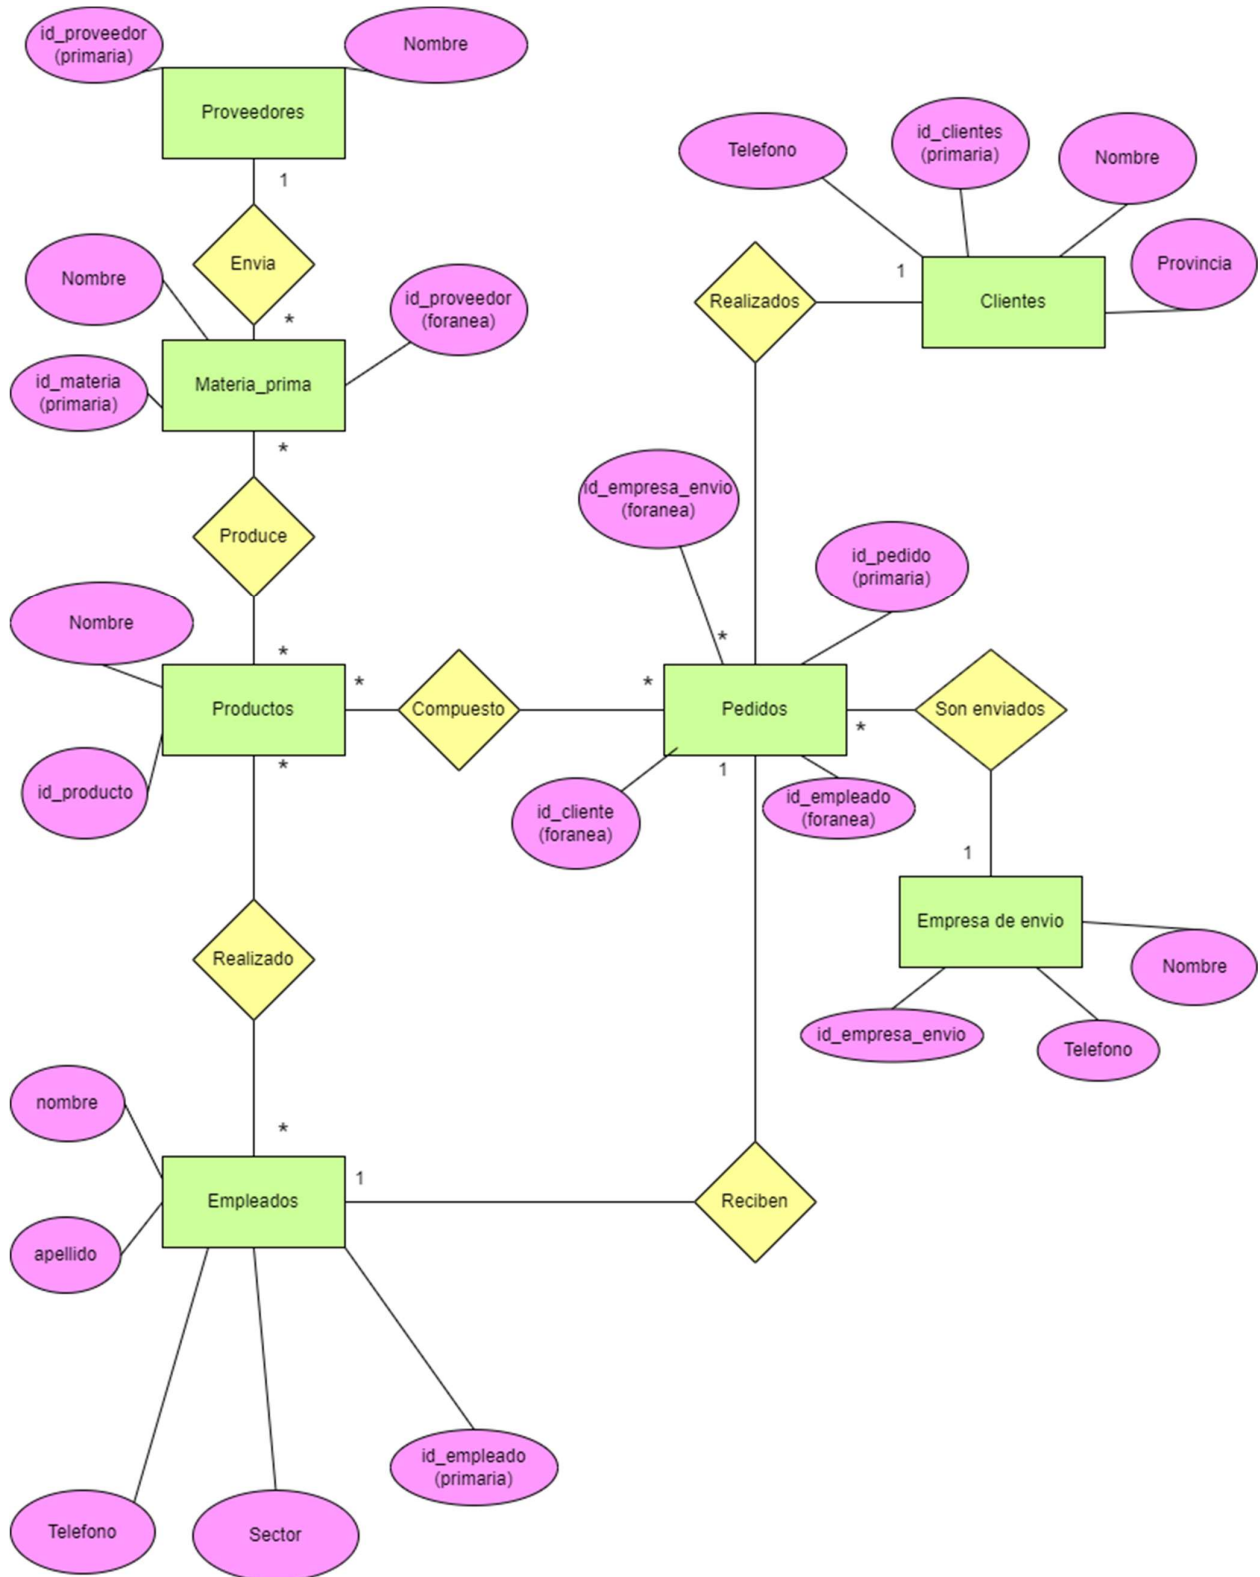 id_proveedor
(primaria)
Nombre
Proveedores
1
Envia
*
Nombre
id_proveedor
(foranea)
id_materia
(primaria)
Materia_prima
*
Produce
*
Nombre
Productos
id_producto
*
*
Compuesto
*
Telefono
id_clientes
(primaria)
Nombre
Provincia
Clientes
1
Realizados
*
id_empresa_envio
(foranea)
id_pedido
(primaria)
Pedidos
id_cliente
(foranea)
id_empleado
(foranea)
1
*
Son enviados
1
Empresa de envio
Nombre
id_empresa_envio
Telefono
Realizado
*
nombre
Empleados
1
Reciben
apellido
id_empleado
(primaria)
Telefono
Sector